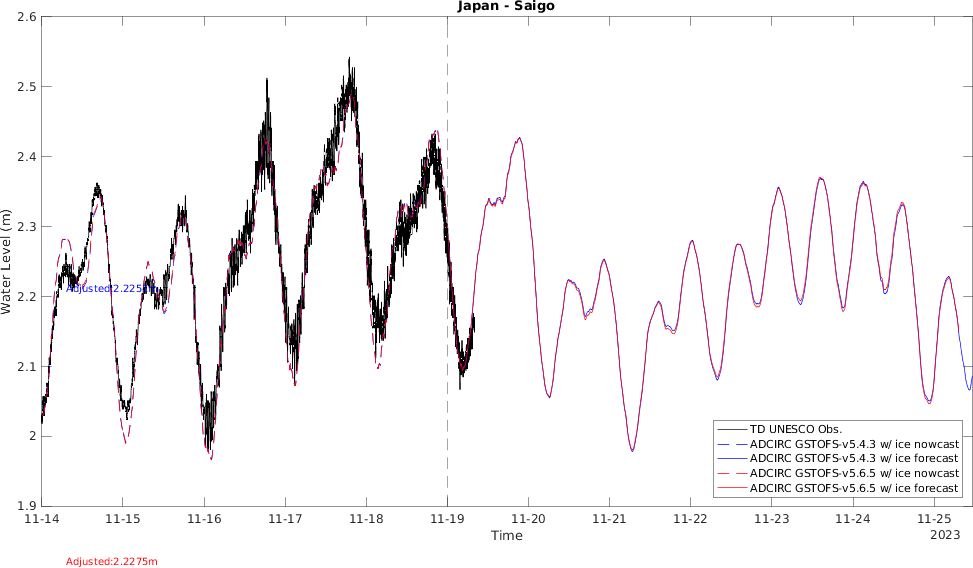 Japan - Saigo
2.6
2.5
2.4
2.3
2.2
2.1
2
1.9
Water Level (m)
Adjusted:2.225
TD UNESCO Obs.
ADCIRC GSTOFS-v5.4.3 w/ ice nowcast
ADCIRC GSTOFS-v5.4.3 w/ ice forecast
ADCIRC GSTOFS-v5.6.5 w/ ice nowcast
ADCIRC GSTOFS-v5.6.5 w/ ice forecast
11-14 11-15 11-16 11-17 11-18 11-19 11-20 11-21 11-22 11-23 11-24 11-25
2023
Time
Adjusted:2.2275m